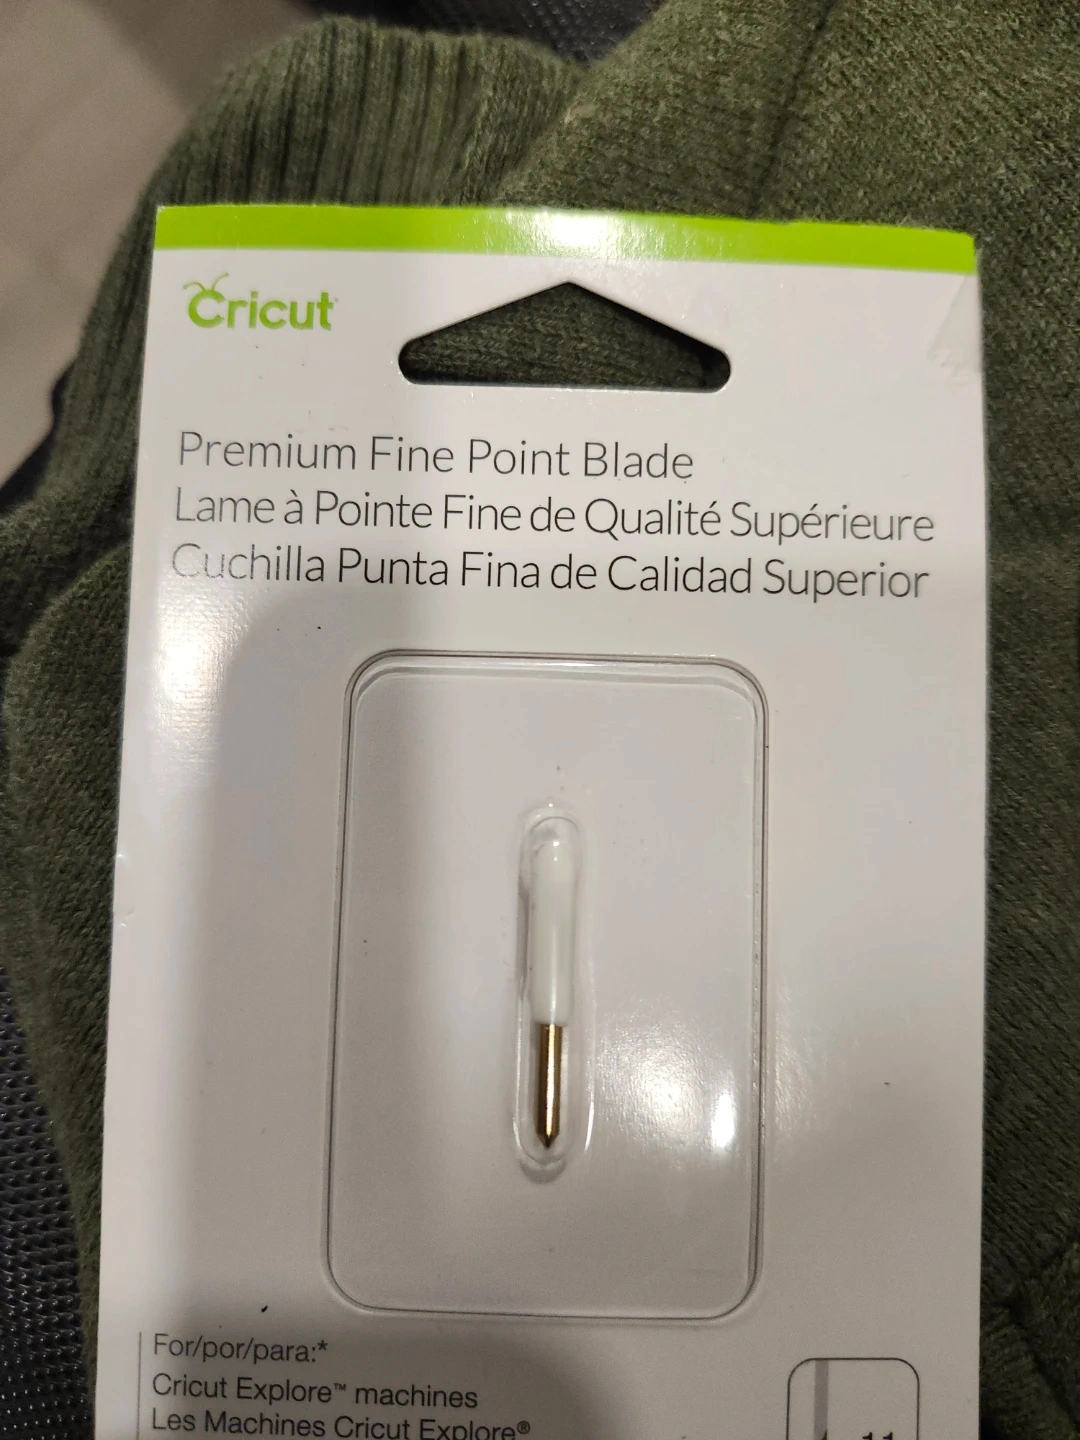 Cricut
Premium Fine Point Blade
Lame à Pointe Fine de Qualité Supérieure
Cuchilla Punta Fina de Calidad Superior
For/por/para:*
Cricut Explore™ machines
Les Machines Cricut Explore®